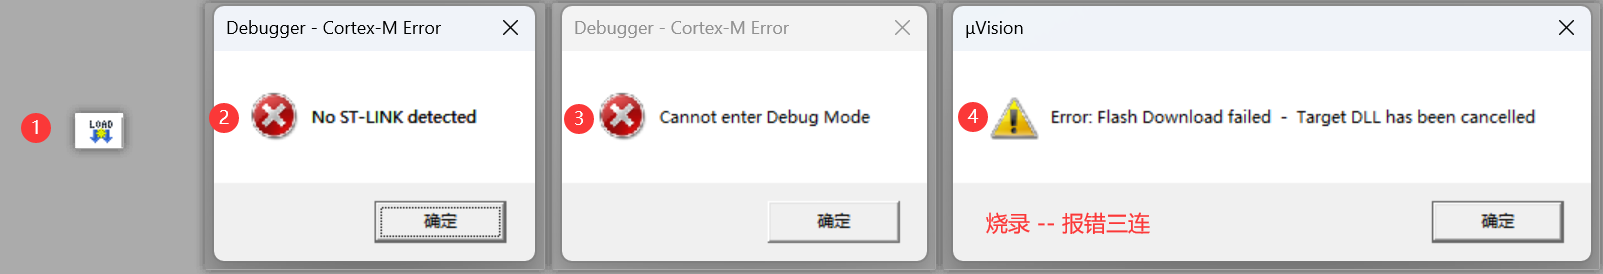 1
LOAD
Debugger - Cortex-M Error
2
No ST-LINK detected
确定
Debugger - Cortex-M Error
3
Cannot enter Debug Mode
确定
μVision
4
Error: Flash Download failed - Target DLL has been cancelled
烧录 -- 报错三连
确定